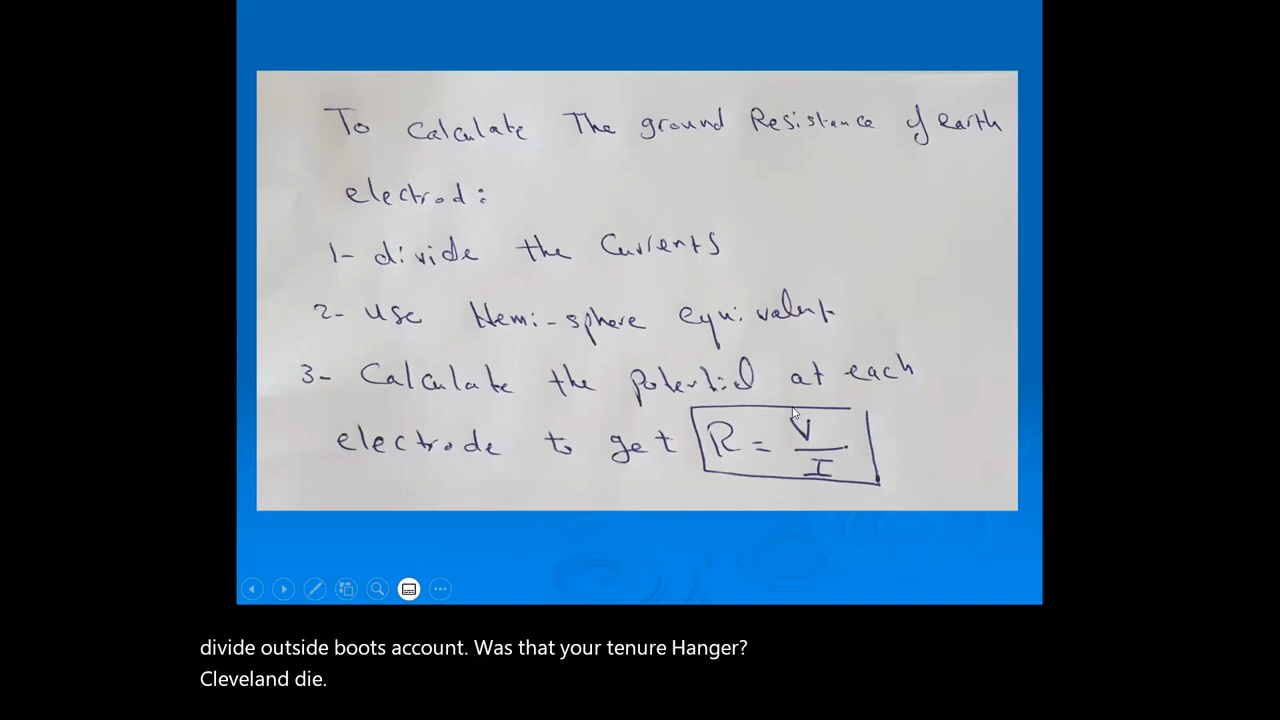 To calculate The ground Resistance of earth
electrod:
1- divide the Currents
2- use Hemi-sphere equivalent
3- Calculate the potential at each
electrode to get R = V / I
divide outside boots account. Was that your tenure Hanger?
Cleveland die.